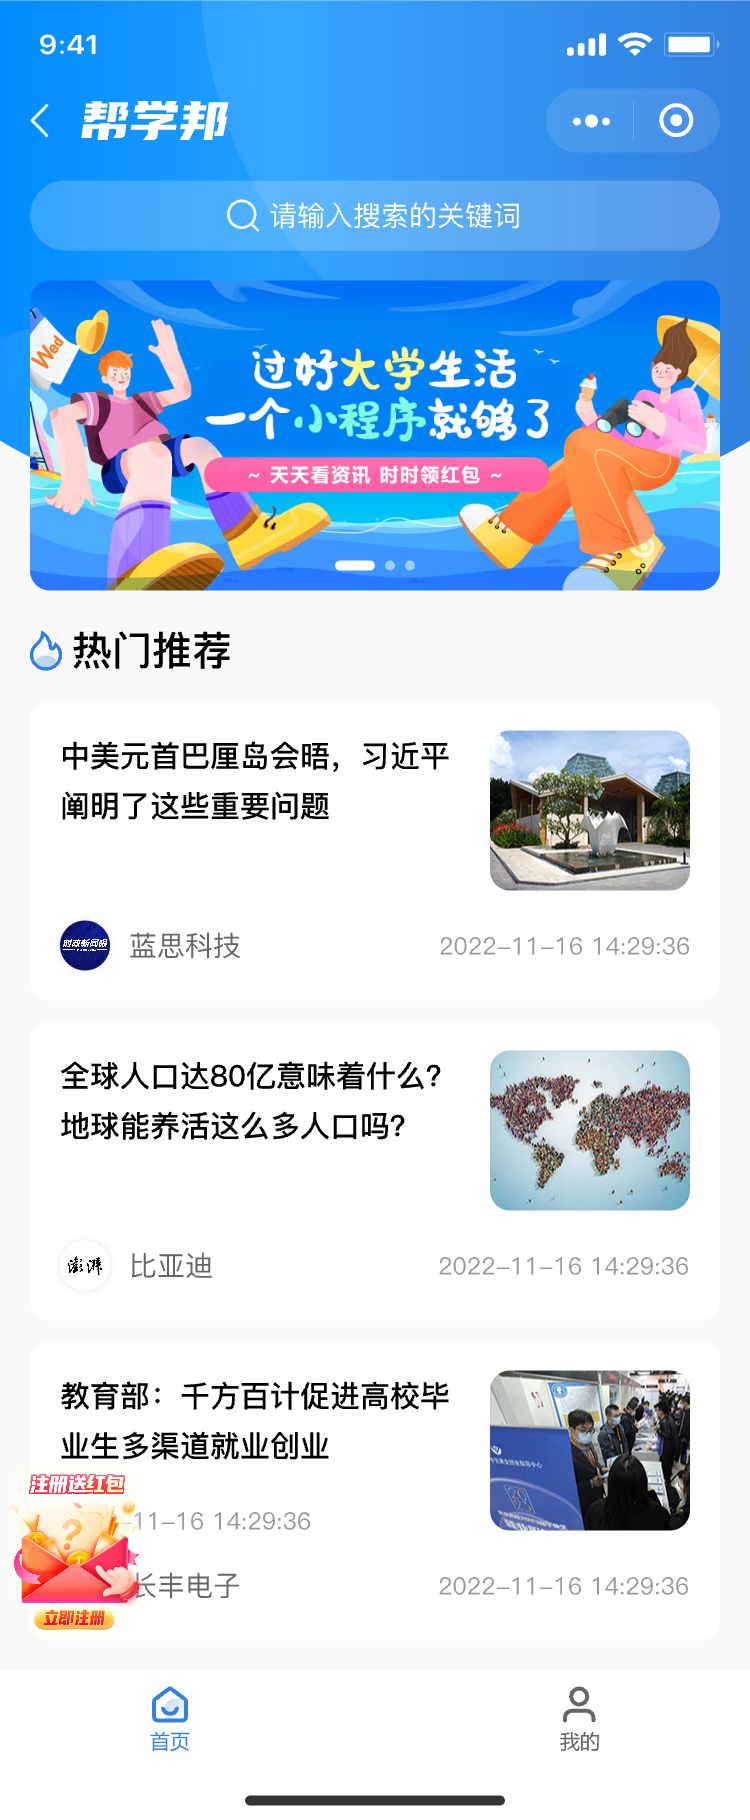 9:41
帮学邦
请输入搜索的关键词
Wed
过好大学生活
一个小程序就够了
~ 天天看资讯 时时领红包 ~
热门推荐
中美元首巴厘岛会晤，习近平
阐明了这些重要问题
时政新闻眼
蓝思科技
2022-11-16 14:29:36
全球人口达80亿意味着什么？
地球能养活这么多人口吗？
澎湃
比亚迪
2022-11-16 14:29:36
教育部：千方百计促进高校毕
业生多渠道就业创业
注册送红包
-11-16 14:29:36
?
长丰电子
2022-11-16 14:29:36
立即注册
首页
我的